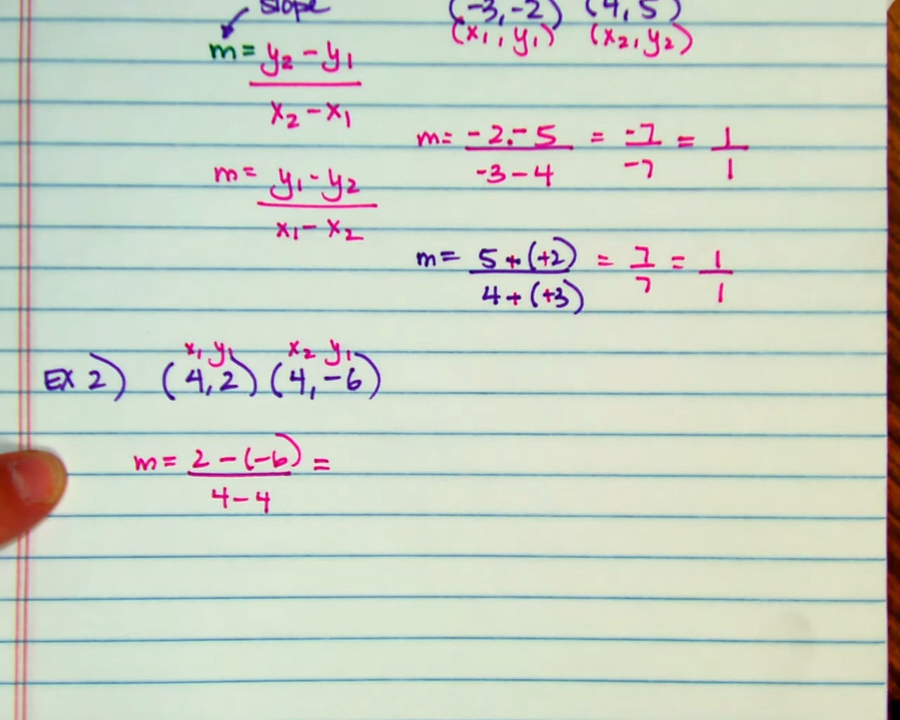 slope
(-3,-2) (4,5)
(x₁, y₁) (x₂, y₂)
m = y₂ - y₁
x₂ - x₁
m = -2 - 5 = -7 = 1
-3 - 4 -7 1
m = y₁ - y₂
x₁ - x₂
m = 5 + (+2) = 7 = 1
4 + (+3) 7 1
x₁ y₁ x₂ y₁
EX 2) (4,2) (4,-6)
m = 2 - (-6) =
4 - 4